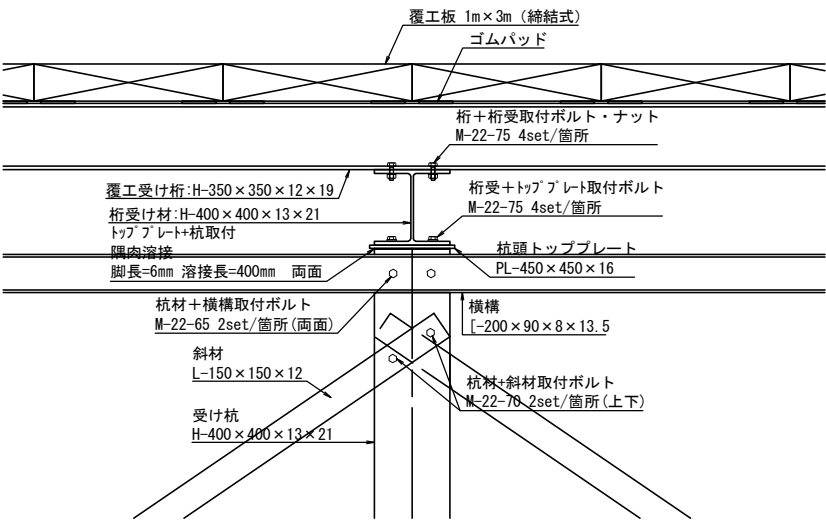 覆工板 1m×3m (締結式)
ゴムパッド
桁＋桁受取付ボルト・ナット
M-22-75 4set/箇所
覆工受け桁:H-350×350×12×19
桁受＋トッププレート取付ボルト
M-22-75 4set/箇所
桁受け材:H-400×400×13×21
トッププレート+杭取付
隅肉溶接
脚長=6mm 溶接長=400mm 両面
杭頭トッププレート
PL-450×450×16
杭材＋横構取付ボルト
M-22-65 2set/箇所(両面)
横構
[-200×90×8×13.5
斜材
L-150×150×12
杭材+斜材取付ボルト
M-22-70 2set/箇所(上下)
受け杭
H-400×400×13×21